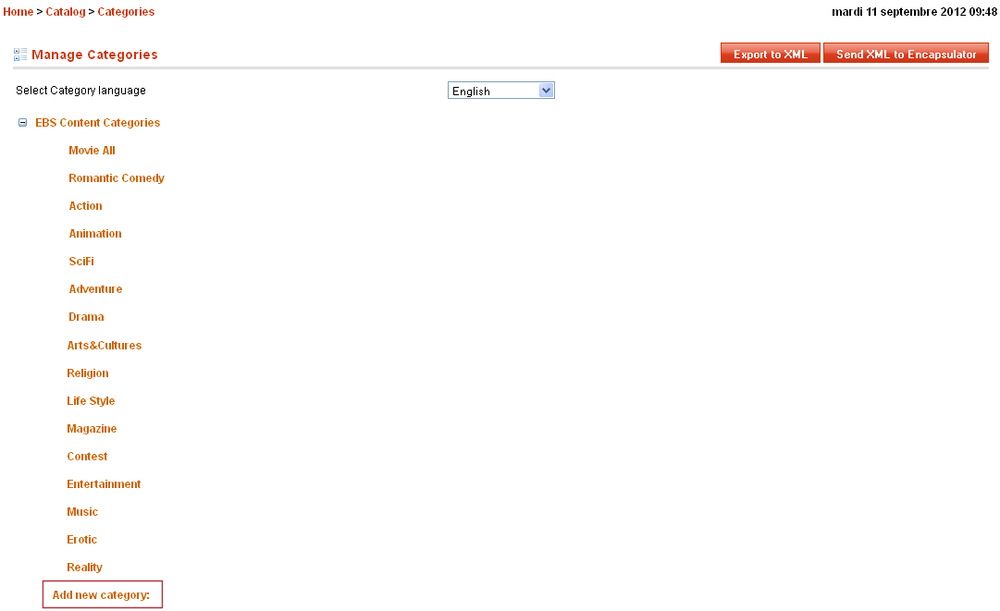 Home > Catalog > Categories
mardi 11 septembre 2012 09:48
Manage Categories
Export to XML
Send XML to Encapsulator
Select Category language
English
EBS Content Categories
Movie All
Romantic Comedy
Action
Animation
SciFi
Adventure
Drama
Arts&Cultures
Religion
Life Style
Magazine
Contest
Entertainment
Music
Erotic
Reality
Add new category: